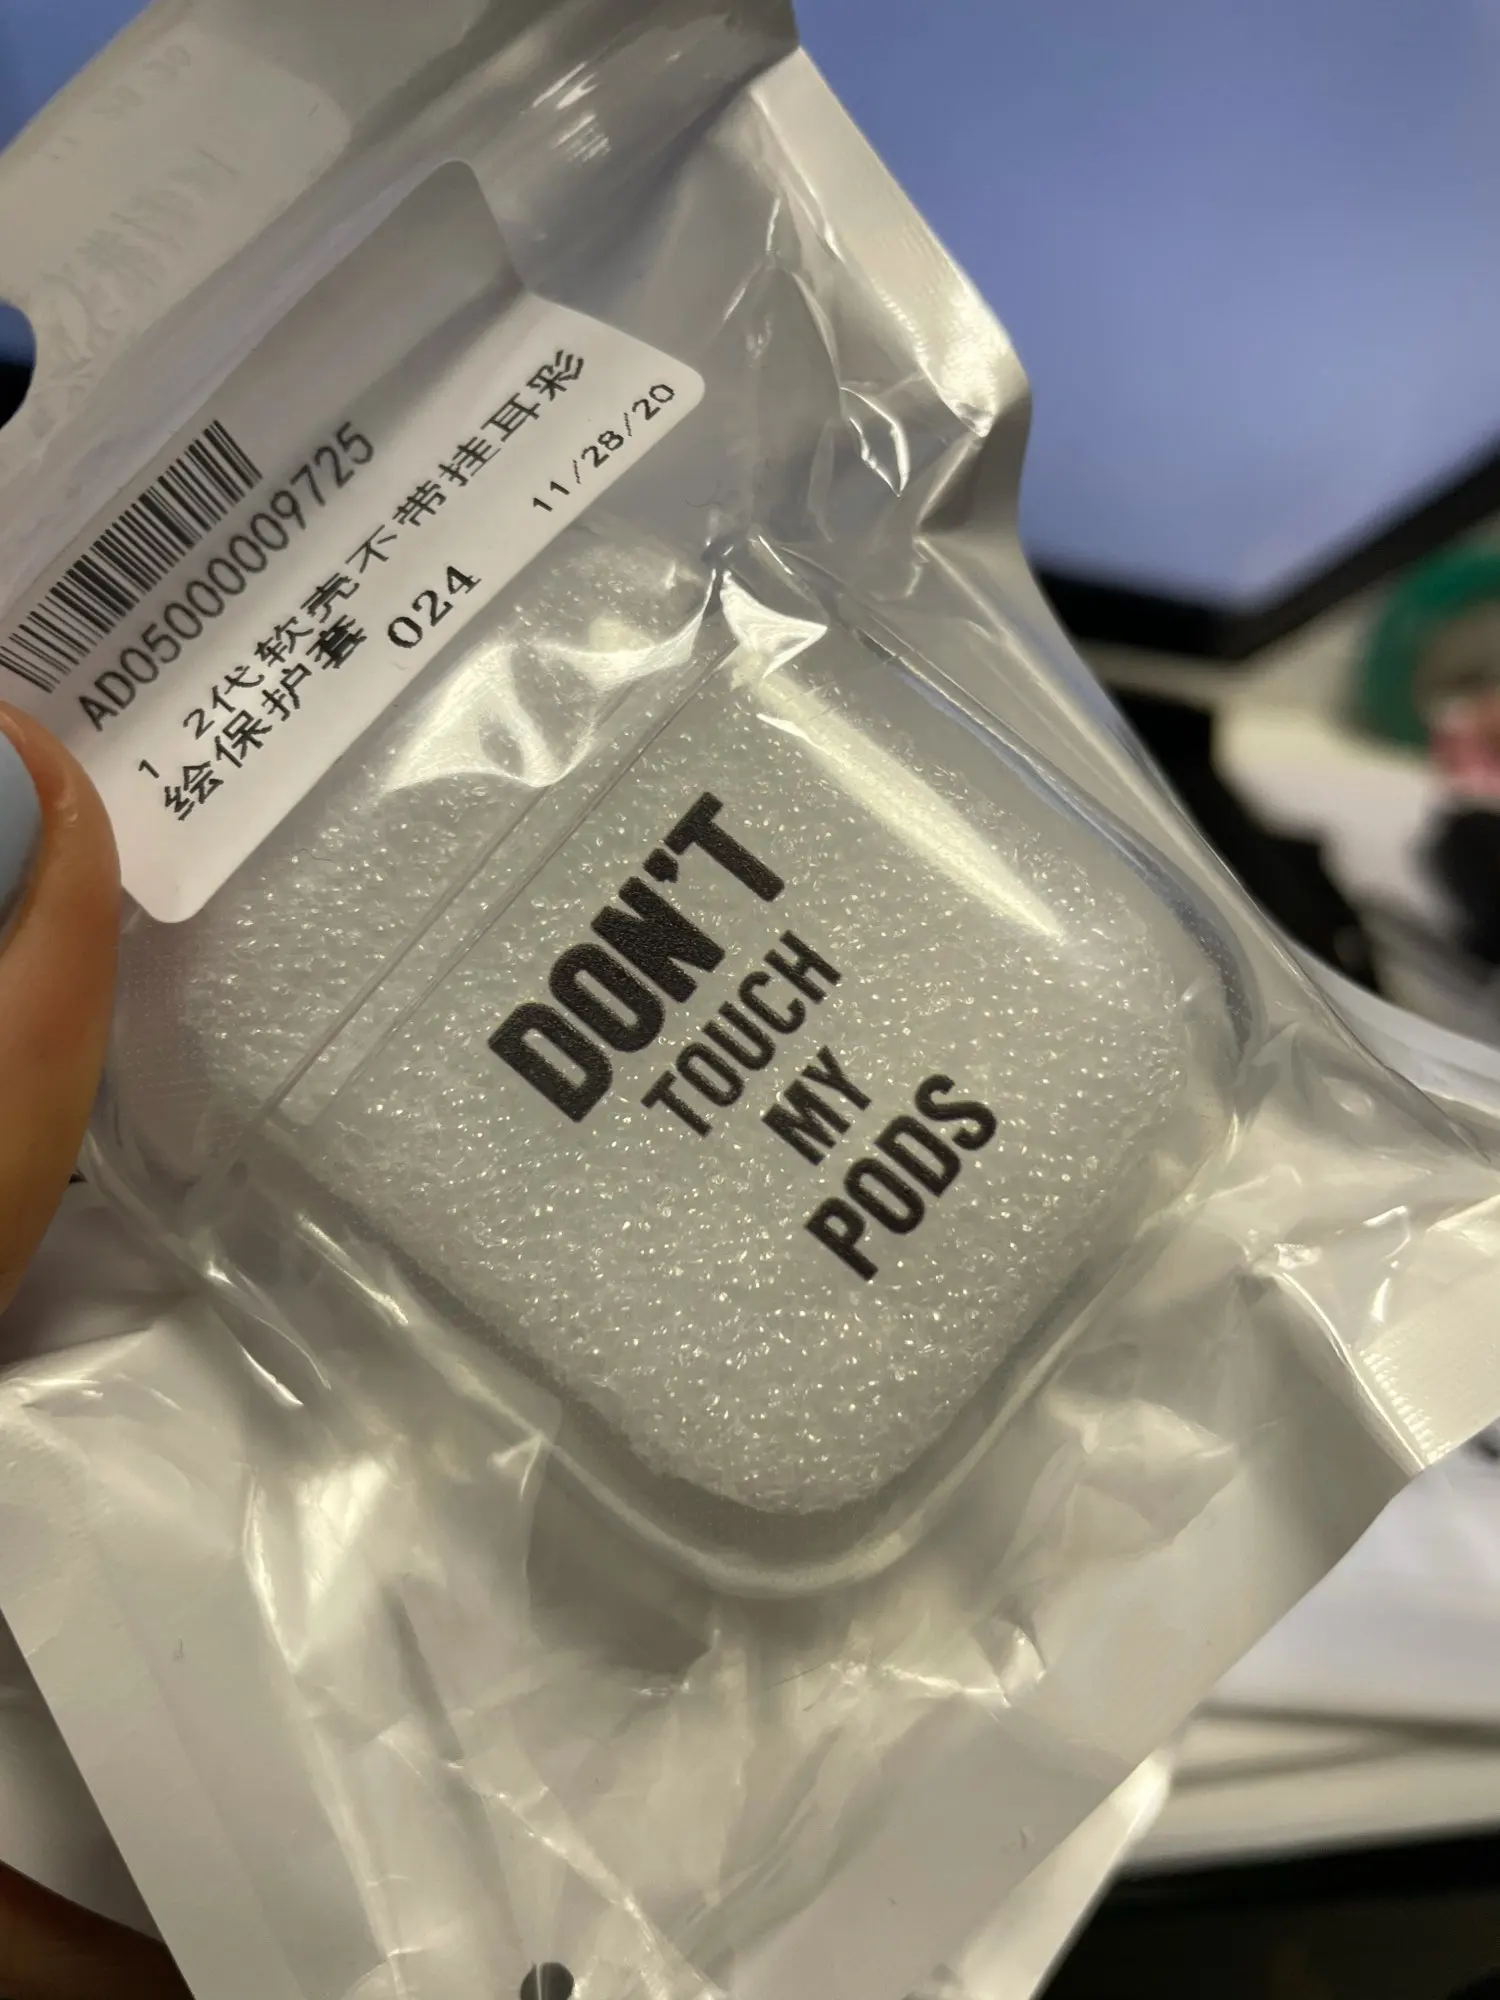 AD05000009725
1 2代软壳不带挂耳彩
绘保护套 024
11/28/20
DON'T
TOUCH
MY
PODS